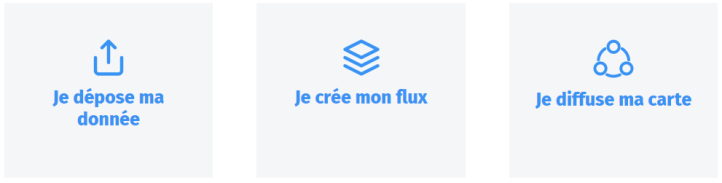 Je dépose ma
donnée
Je crée mon flux
Je diffuse ma carte